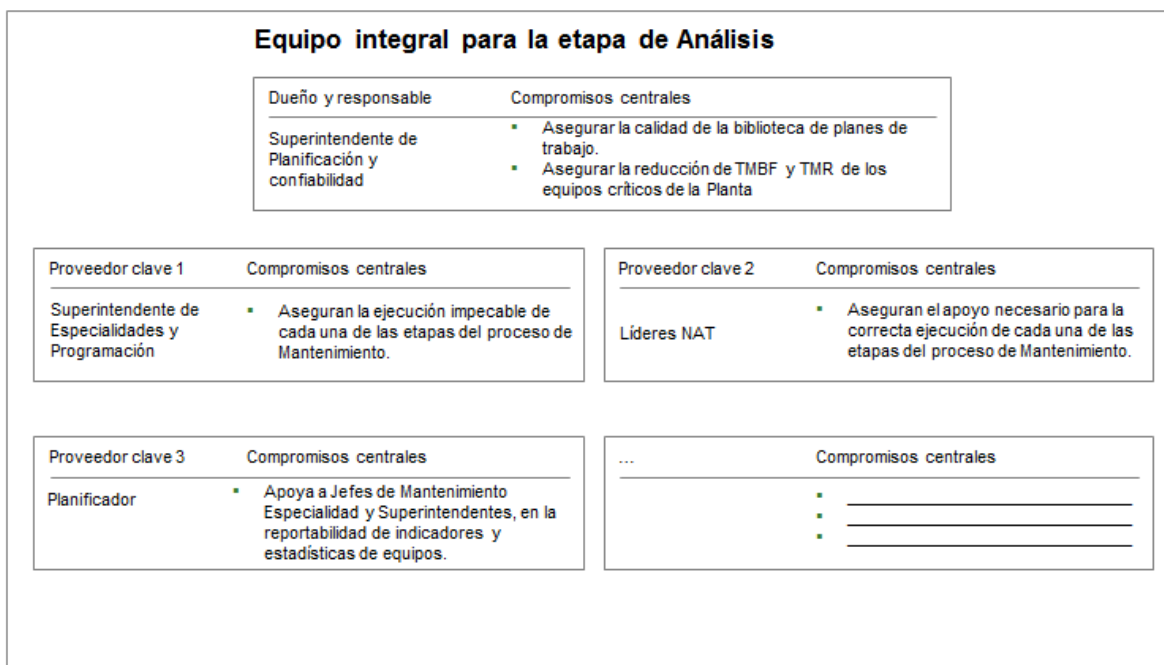 Equipo integral para la etapa de Análisis
Dueño y responsable
Compromisos centrales
Superintendente de
Planificación y
confiabilidad
▪ Asegurar la calidad de la biblioteca de planes de
trabajo.
▪ Asegurar la reducción de TMBF y TMR de los
equipos críticos de la Planta
Proveedor clave 1
Compromisos centrales
Superintendente de
Especialidades y
Programación
▪ Aseguran la ejecución impecable de
cada una de las etapas del proceso de
Mantenimiento.
Proveedor clave 2
Compromisos centrales
Líderes NAT
▪ Aseguran el apoyo necesario para la
correcta ejecución de cada una de las
etapas del proceso de Mantenimiento.
Proveedor clave 3
Compromisos centrales
Planificador
▪ Apoya a Jefes de Mantenimiento
Especialidad y Superintendentes, en la
reportabilidad de indicadores y
estadísticas de equipos.
...
Compromisos centrales